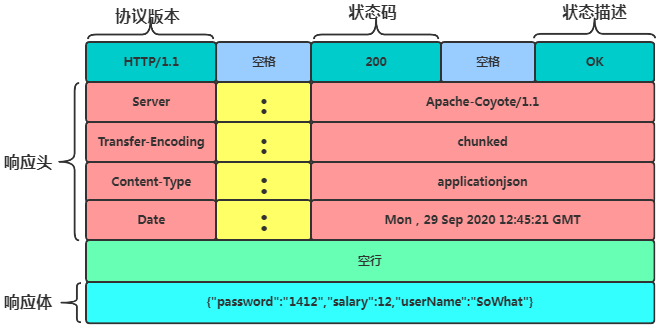 协议版本 状态码 状态描述
HTTP/1.1 空格 200 空格 OK
Server : Apache-Coyote/1.1
Transfer-Encoding : chunked
响应头
Content-Type : applicationjson
Date : Mon , 29 Sep 2020 12:45:21 GMT
空行
响应体 {"password":"1412","salary":12,"userName":"SoWhat"}